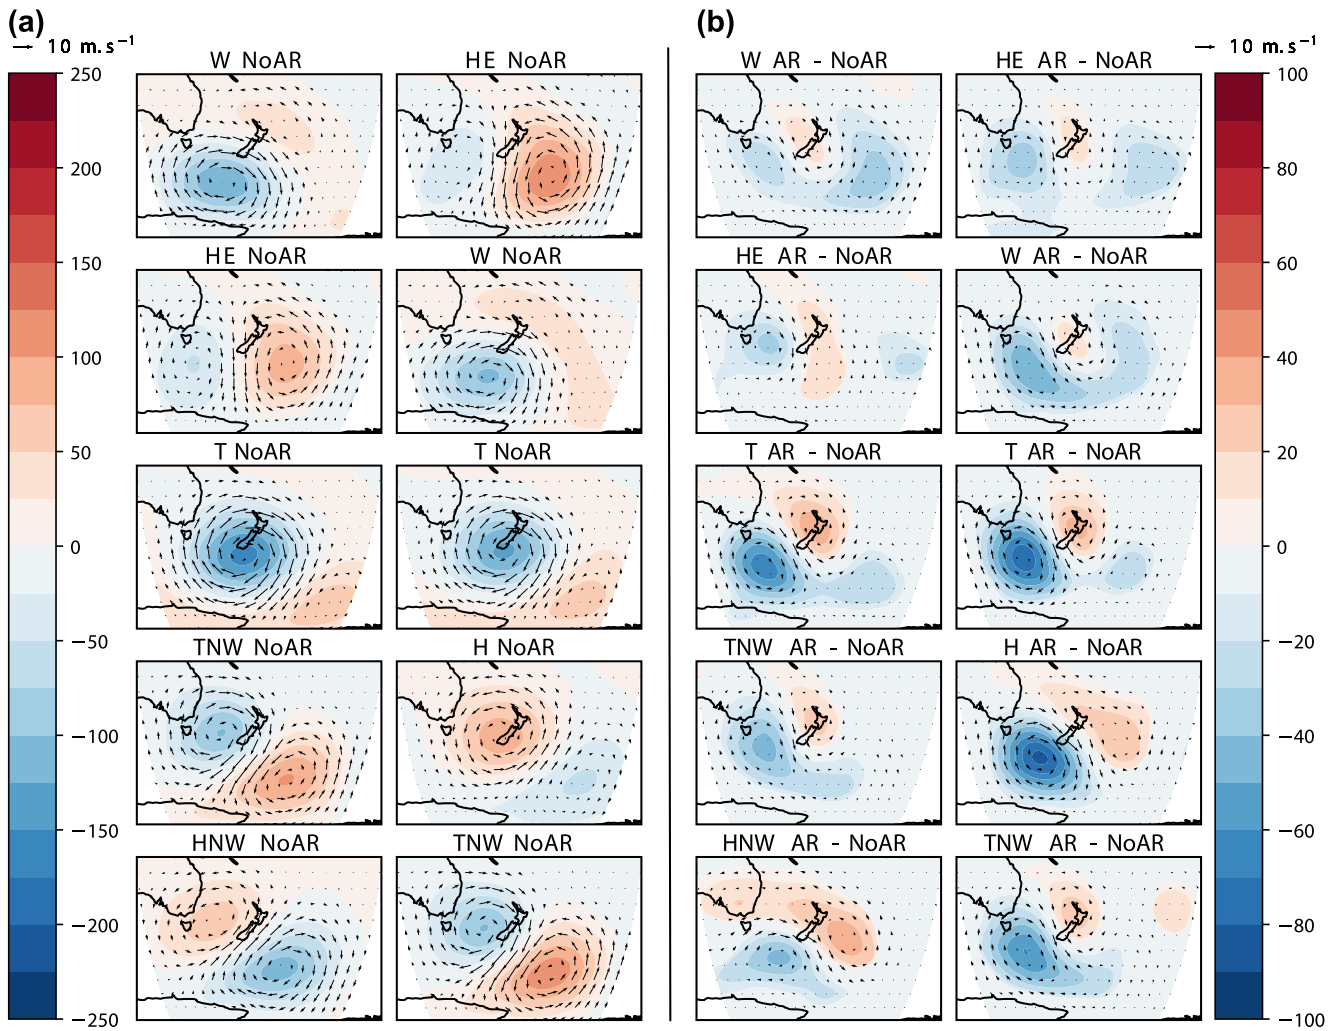 (a)
(b)
10 m.s⁻¹
10 m.s⁻¹
W NoAR
HE NoAR
W AR - NoAR
HE AR - NoAR
HE NoAR
W NoAR
HE AR - NoAR
W AR - NoAR
T NoAR
T NoAR
T AR - NoAR
T AR - NoAR
TNW NoAR
H NoAR
TNW AR - NoAR
H AR - NoAR
HNW NoAR
TNW NoAR
HNW AR - NoAR
TNW AR - NoAR
250
200
150
100
50
0
−50
−100
−150
−200
−250
100
80
60
40
20
0
−20
−40
−60
−80
−100